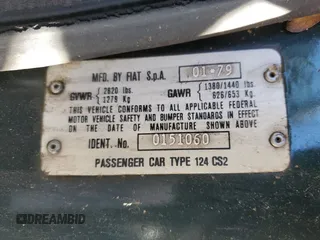 MFD. BY FIAT S.p.A. 01-79
GVWR 2820 lbs. 1279 Kg. GAWR 1380/1440 lbs. 626/653 Kg.
THIS VEHICLE CONFORMS TO ALL APPLICABLE FEDERAL
MOTOR VEHICLE SAFETY AND BUMPER STANDARDS IN EFFECT
ON THE DATE OF MANUFACTURE SHOWN ABOVE
IDENT. No. 0151060
PASSENGER CAR TYPE 124 CS2
DREAMBID